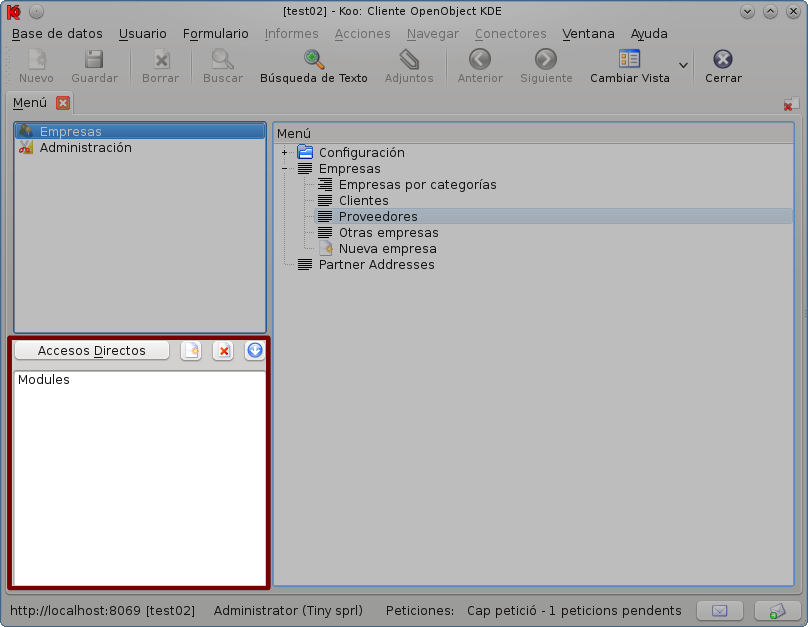 [test02] - Koo: Cliente OpenObject KDE
Base de datos Usuario Formulario Informes Acciones Navegar Conectores Ventana Ayuda
Nuevo Guardar Borrar Buscar Búsqueda de Texto Adjuntos Anterior Siguiente Cambiar Vista Cerrar
Menú
Empresas
Administración
Menú
Configuración
Empresas
Empresas por categorías
Clientes
Proveedores
Otras empresas
Nueva empresa
Partner Addresses
Accesos Directos
Modules
http://localhost:8069 [test02] Administrator (Tiny sprl) Peticiones: Cap petició - 1 peticions pendents